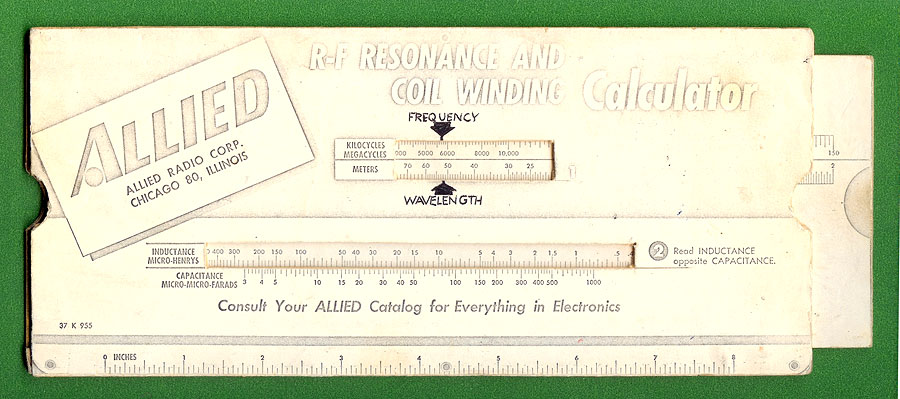 R-F RESONANCE AND
COIL WINDING Calculator
ALLIED
ALLIED RADIO CORP.
CHICAGO 80, ILLINOIS
FREQUENCY
KILOCYCLES
MEGACYCLES
000 5000 6000 8000 10,000
METERS 70 60 50 40 30 25
WAVELENGTH
150
2
INDUCTANCE
MICRO-HENRYS
400 300 200 150 100 50 40 30 20 15 10 5 4 3 2 1.5 1 .5
2 Read INDUCTANCE
opposite CAPACITANCE.
CAPACITANCE
MICRO-MICRO-FARADS
3 4 5 10 15 20 30 40 50 100 150 200 300 400 500 1000
Consult Your ALLIED Catalog for Everything in Electronics
37 K 955
0 INCHES 1 2 3 4 5 6 7 8